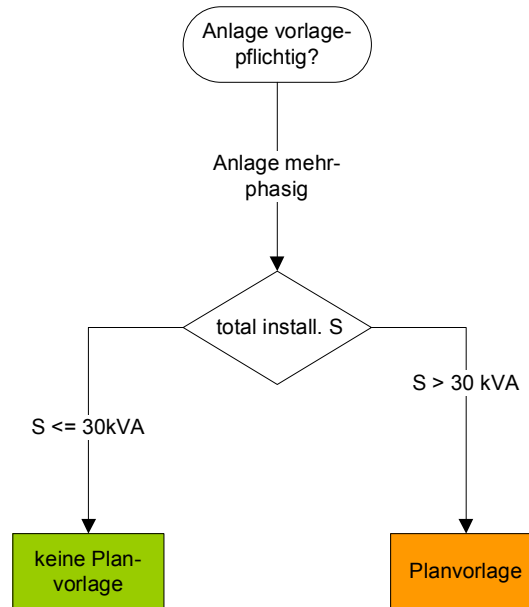 Anlage vorlage-
pflichtig?
Anlage mehr-
phasig
total install. S
S <= 30kVA
S > 30 kVA
keine Plan-
vorlage
Planvorlage